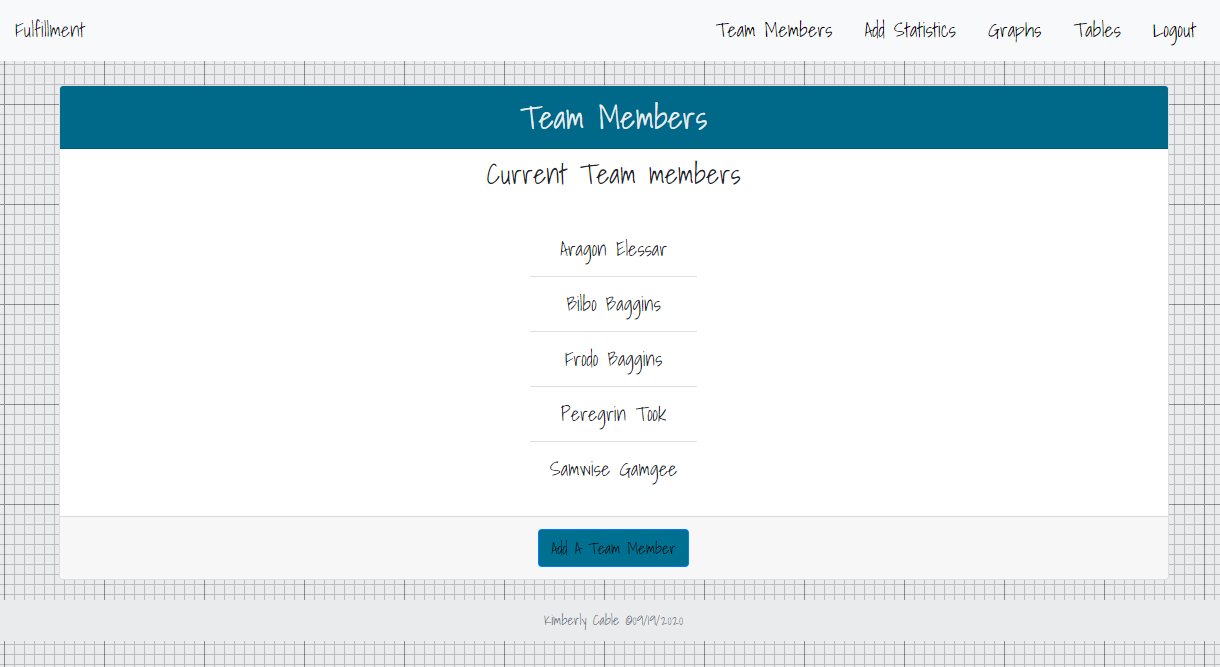 Fulfillment Team Members Add Statistics Graphs Tables Logout
Team Members
Current Team members
Aragon Elessar
Bilbo Baggins
Frodo Baggins
Peregrin Took
Samwise Gamgee
Add A Team Member
Kimberly Cable @09/19/2020